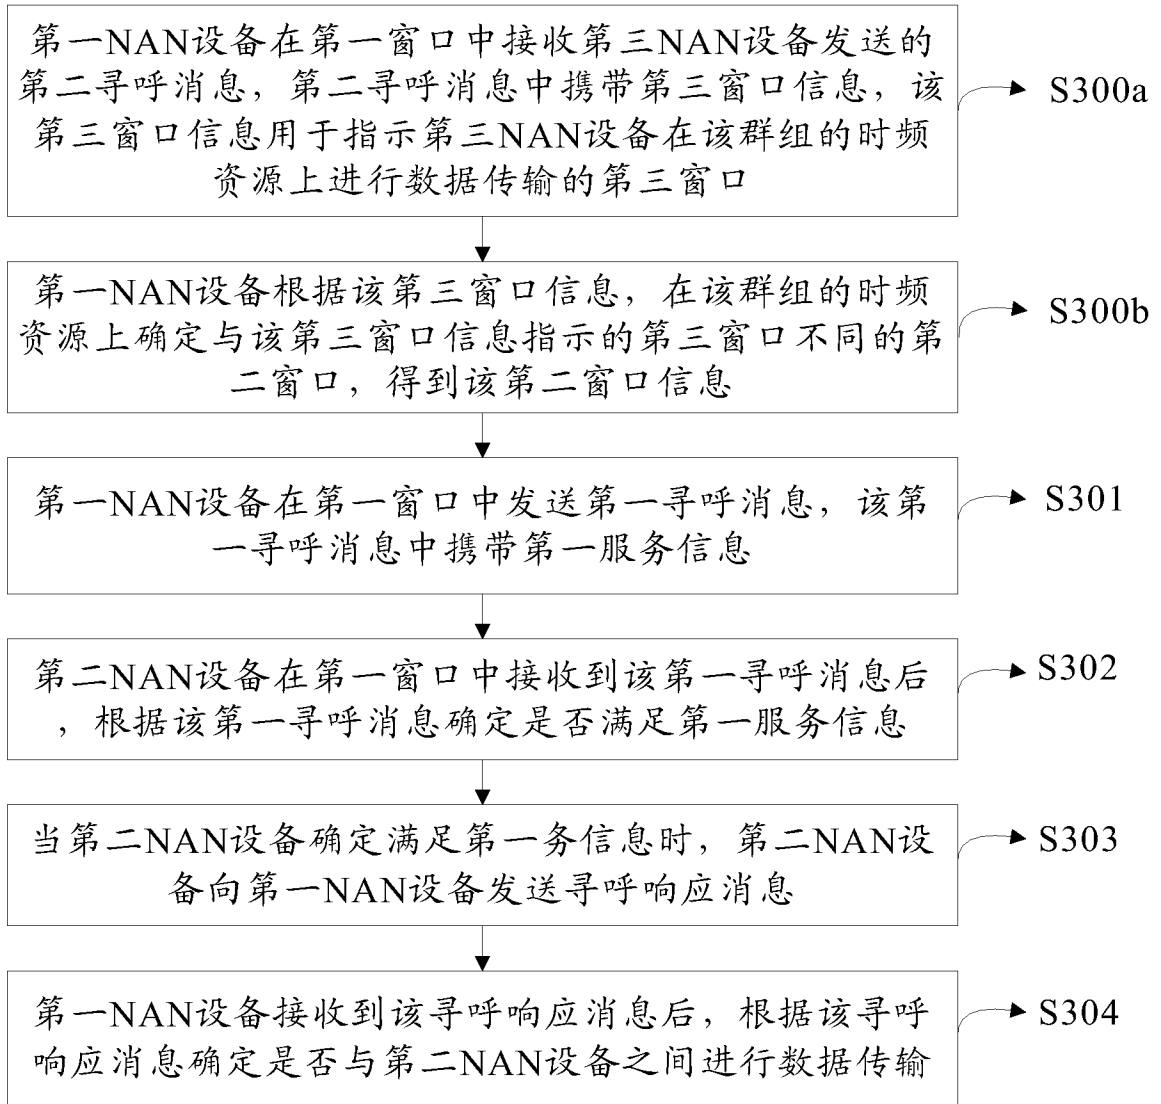 第一NAN设备在第一窗口中接收第三NAN设备发送的
第二寻呼消息，第二寻呼消息中携带第三窗口信息，该
第三窗口信息用于指示第三NAN设备在该群组的时频
资源上进行数据传输的第三窗口
S300a
第一NAN设备根据该第三窗口信息，在该群组的时频
资源上确定与该第三窗口信息指示的第三窗口不同的第
二窗口，得到该第二窗口信息
S300b
第一NAN设备在第一窗口中发送第一寻呼消息，该第
一寻呼消息中携带第一服务信息
S301
第二NAN设备在第一窗口中接收到该第一寻呼消息后
，根据该第一寻呼消息确定是否满足第一服务信息
S302
当第二NAN设备确定满足第一务信息时，第二NAN设
备向第一NAN设备发送寻呼响应消息
S303
第一NAN设备接收到该寻呼响应消息后，根据该寻呼
响应消息确定是否与第二NAN设备之间进行数据传输
S304